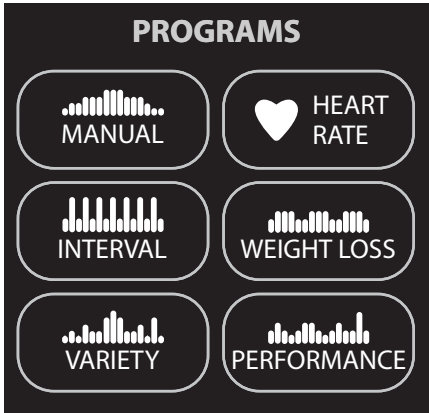 PROGRAMS
MANUAL
HEART
RATE
INTERVAL
WEIGHT LOSS
VARIETY
PERFORMANCE